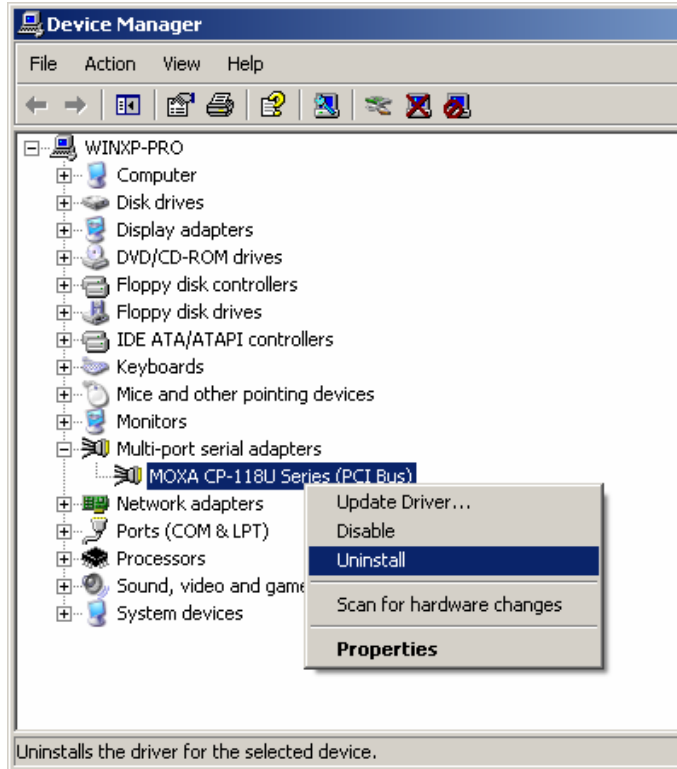 Device Manager
File Action View Help
WINXP-PRO
Computer
Disk drives
Display adapters
DVD/CD-ROM drives
Floppy disk controllers
Floppy disk drives
IDE ATA/ATAPI controllers
Keyboards
Mice and other pointing devices
Monitors
Multi-port serial adapters
MOXA CP-118U Series (PCI Bus)
Network adapters
Ports (COM & LPT)
Processors
Sound, video and game
System devices
Update Driver...
Disable
Uninstall
Scan for hardware changes
Properties
Uninstalls the driver for the selected device.